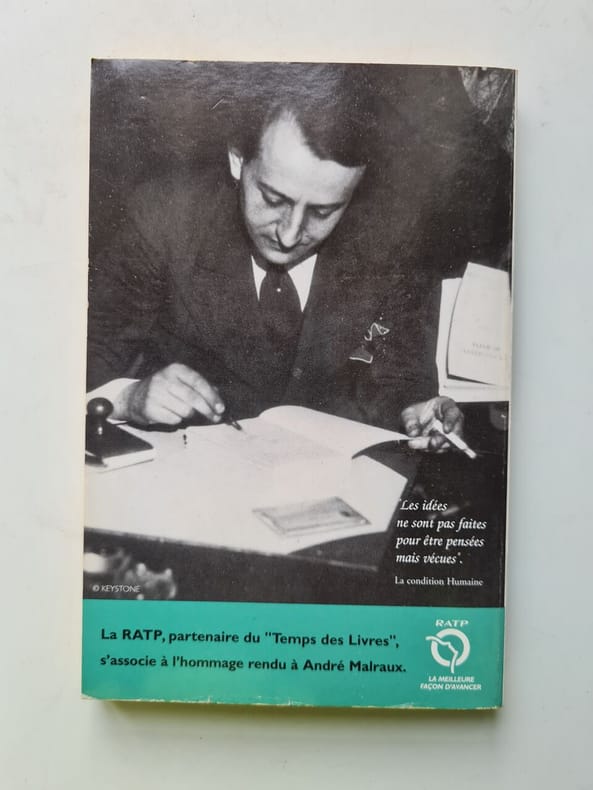 "Les idées
ne sont pas faites
pour être pensées
mais vécues".
La condition Humaine
© KEYSTONE
La RATP, partenaire du "Temps des Livres",
s'associe à l'hommage rendu à André Malraux.
RATP
LA MEILLEURE
FAÇON D'AVANCER